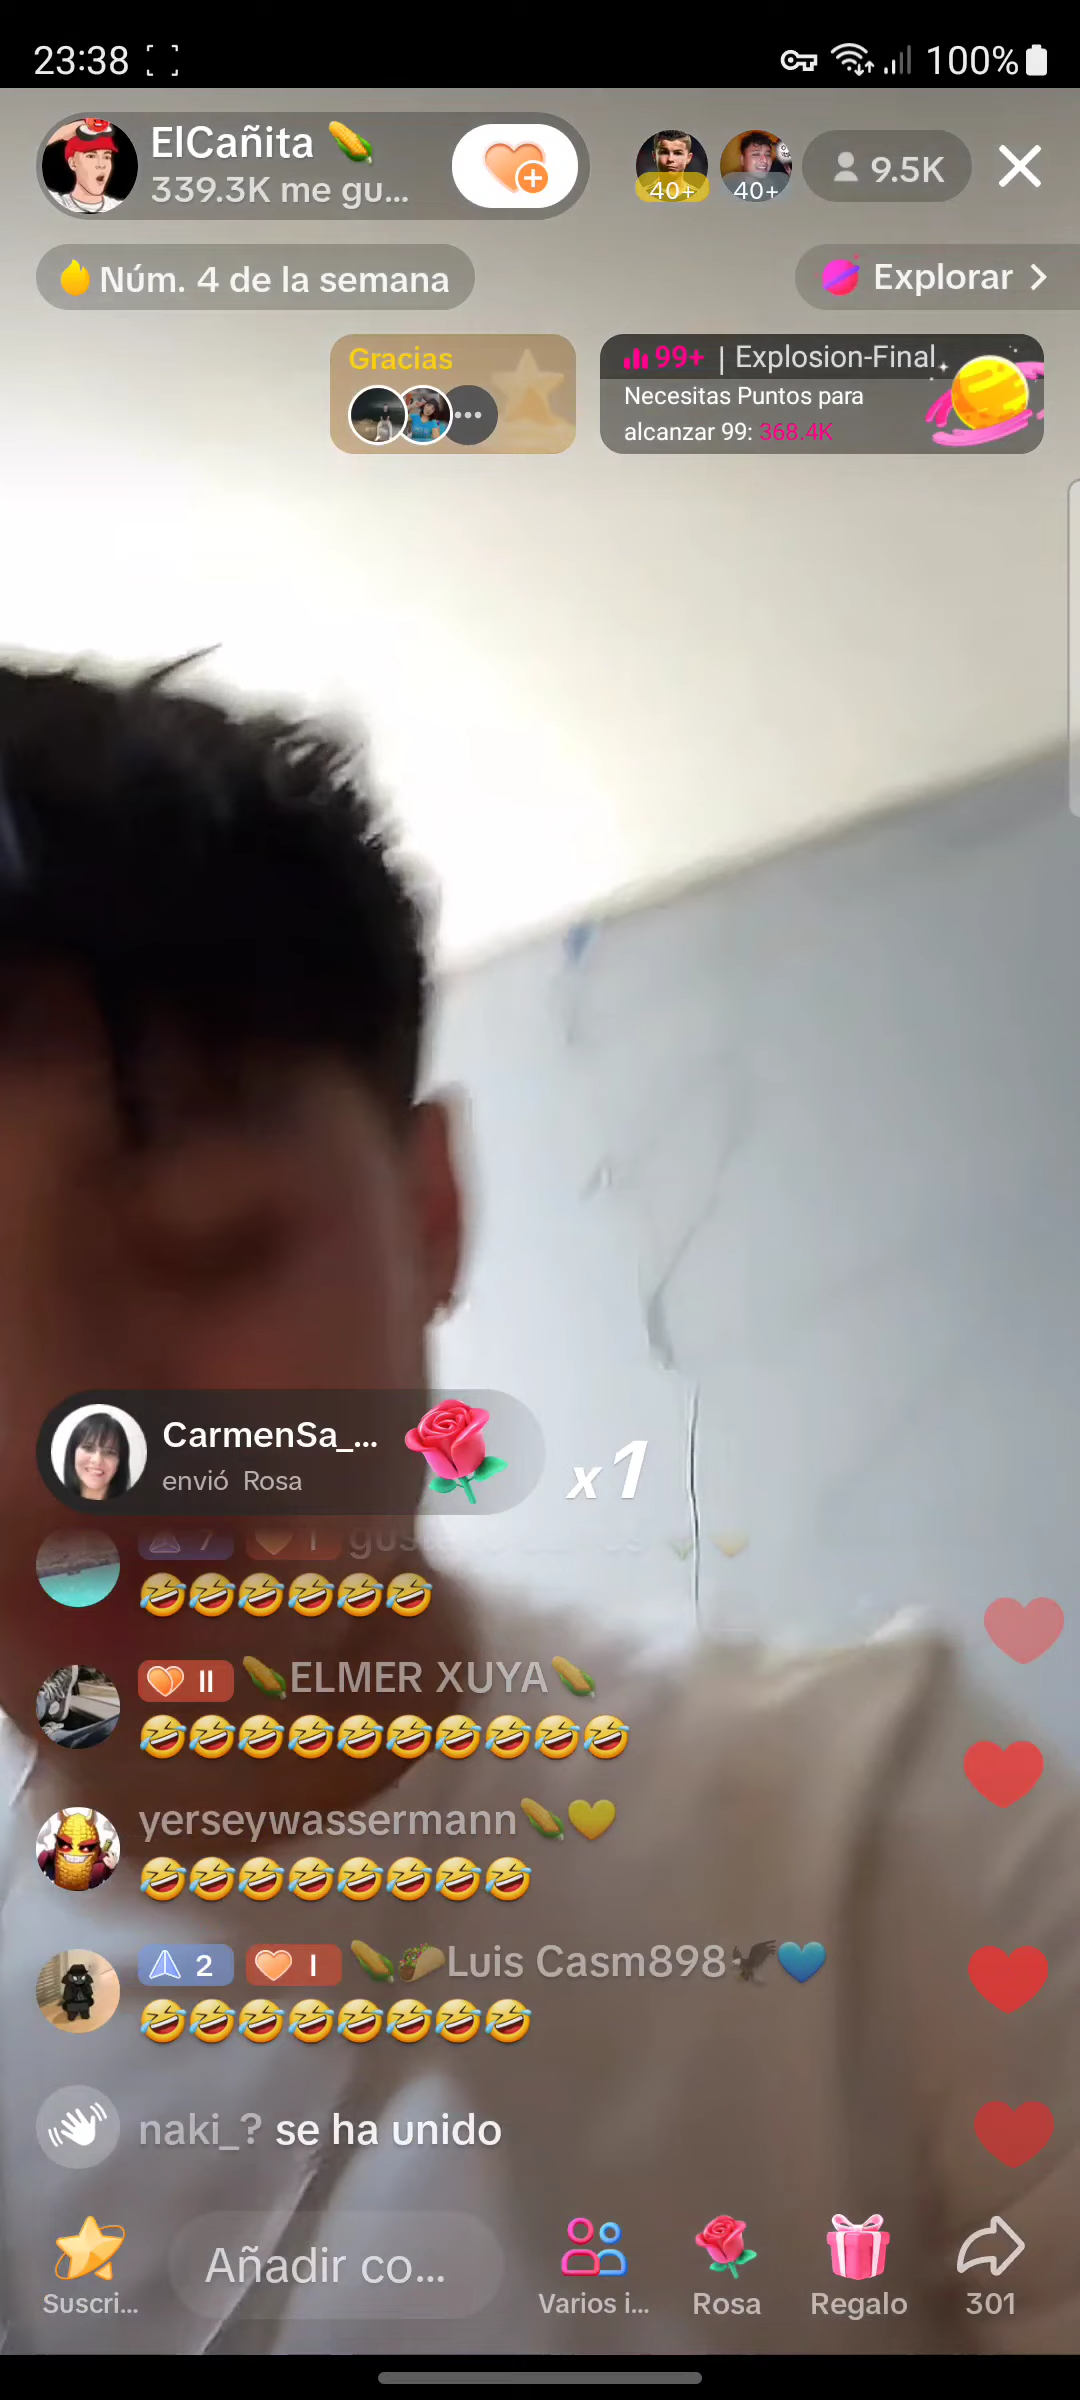 23:38
100%
ElCañita
339.3K me gu...
40+
40+
9.5K
Núm. 4 de la semana
Explorar
Gracias
99+ | Explosion-Final
Necesitas Puntos para
alcanzar 99: 368.4K
CarmenSa_...
envió Rosa
x1
7 I
II ELMER XUYA
yerseywassermann
2 I Luis Casm898
naki_? se ha unido
Añadir co...
Suscri...
Varios i...
Rosa
Regalo
301